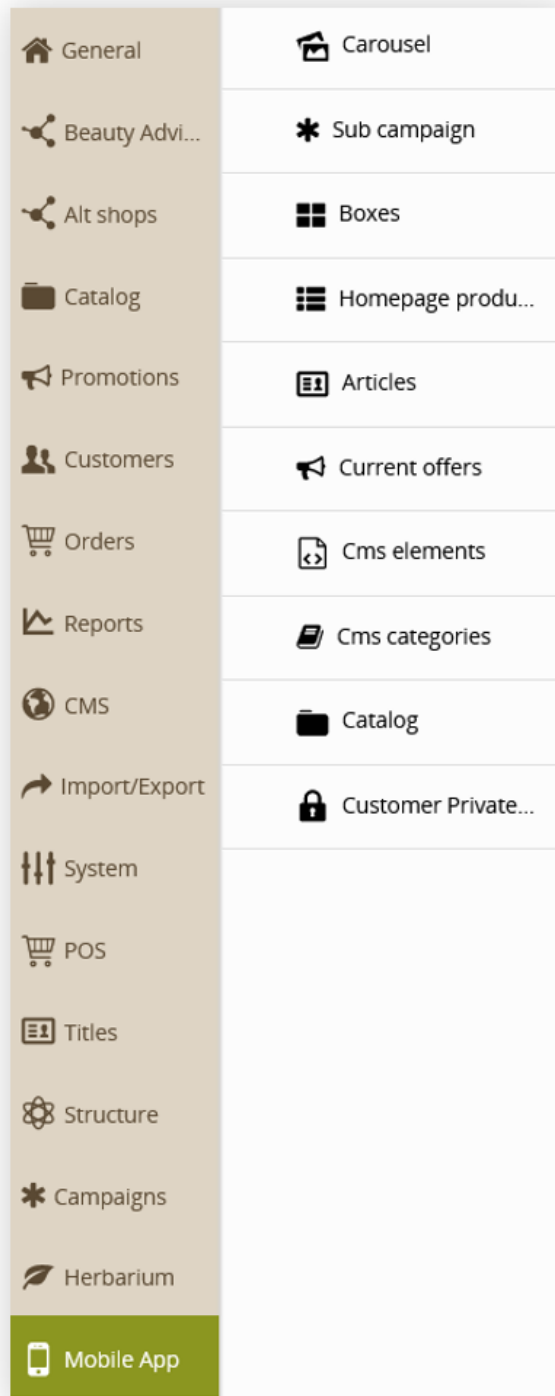 General
Beauty Advi...
Alt shops
Catalog
Promotions
Customers
Orders
Reports
CMS
Import/Export
System
POS
Titles
Structure
Campaigns
Herbarium
Mobile App
Carousel
Sub campaign
Boxes
Homepage produ...
Articles
Current offers
Cms elements
Cms categories
Catalog
Customer Private...